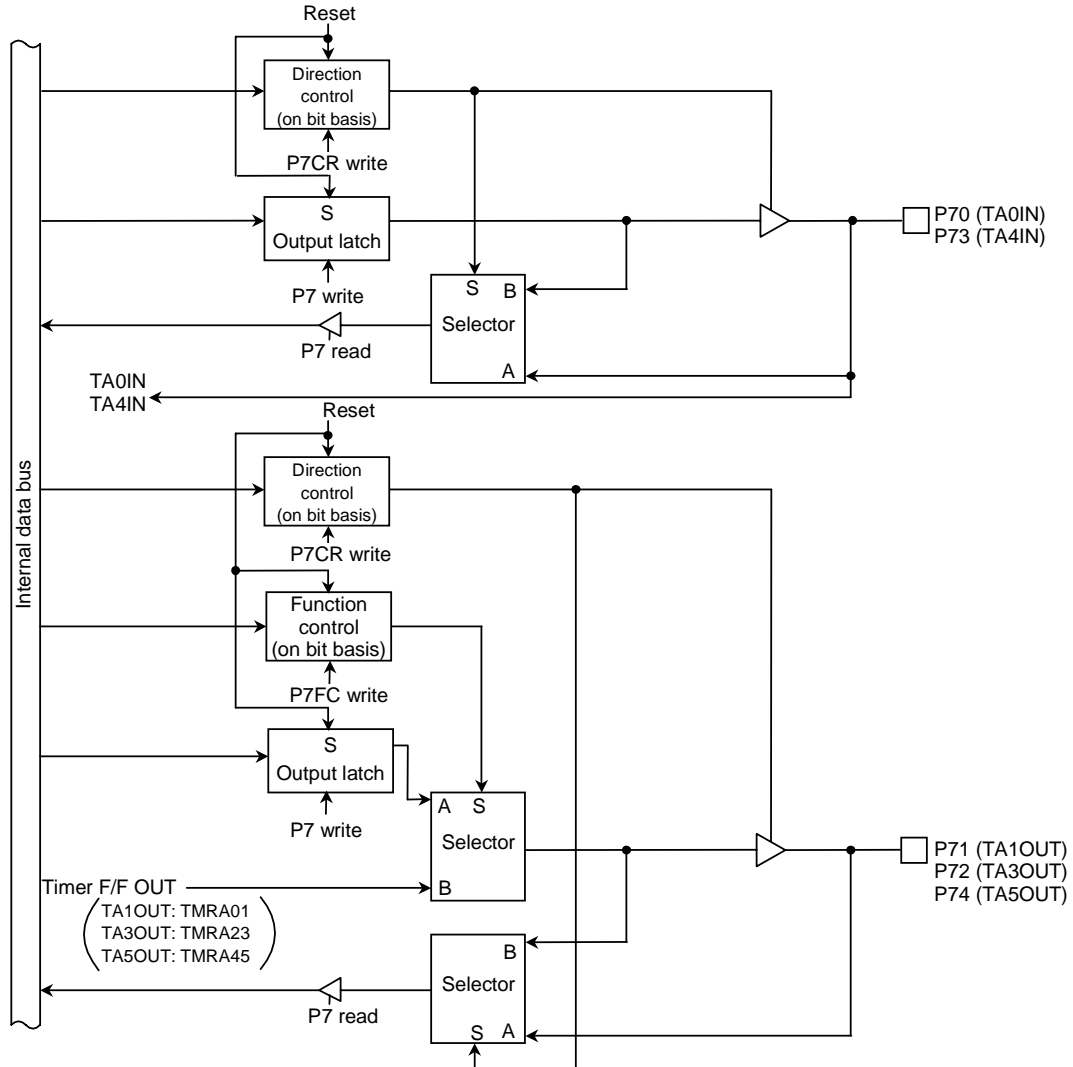 Reset
Direction
control
(on bit basis)
P7CR write
S
Output latch
P7 write
P70 (TA0IN)
P73 (TA4IN)
S B
Selector
A
P7 read
TA0IN
TA4IN
Reset
Internal data bus
Direction
control
(on bit basis)
P7CR write
Function
control
(on bit basis)
P7FC write
S
Output latch
P7 write
A S
Selector
B
P71 (TA1OUT)
P72 (TA3OUT)
P74 (TA5OUT)
Timer F/F OUT
TA1OUT: TMRA01
TA3OUT: TMRA23
TA5OUT: TMRA45
B
Selector
S A
P7 read